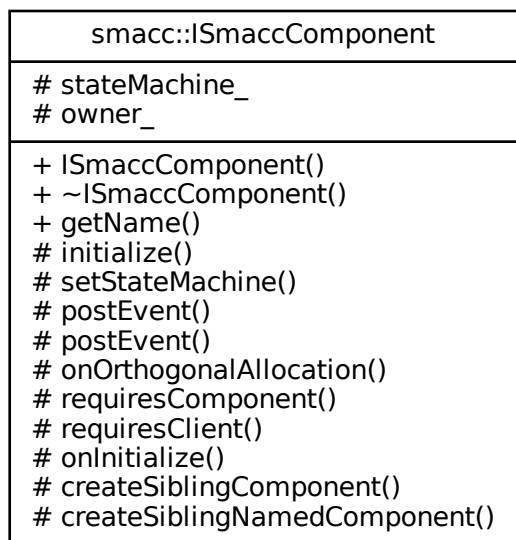 smacc::ISmaccComponent
# stateMachine_
# owner_
+ ISmaccComponent()
+ ~ISmaccComponent()
+ getName()
# initialize()
# setStateMachine()
# postEvent()
# postEvent()
# onOrthogonalAllocation()
# requiresComponent()
# requiresClient()
# onInitialize()
# createSiblingComponent()
# createSiblingNamedComponent()